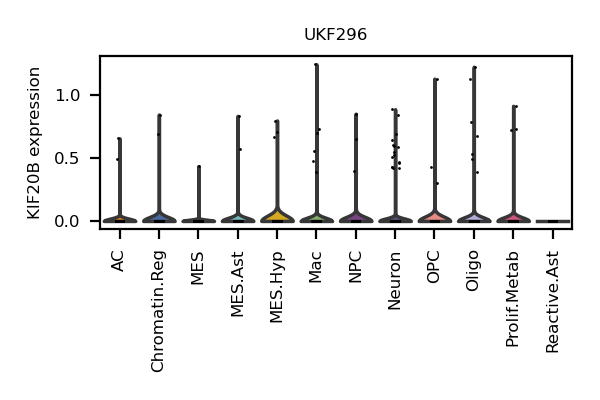 UKF296
KIF20B expression
1.0
0.5
0.0
AC
Chromatin.Reg
MES
MES.Ast
MES.Hyp
Mac
NPC
Neuron
OPC
Oligo
Prolif.Metab
Reactive.Ast